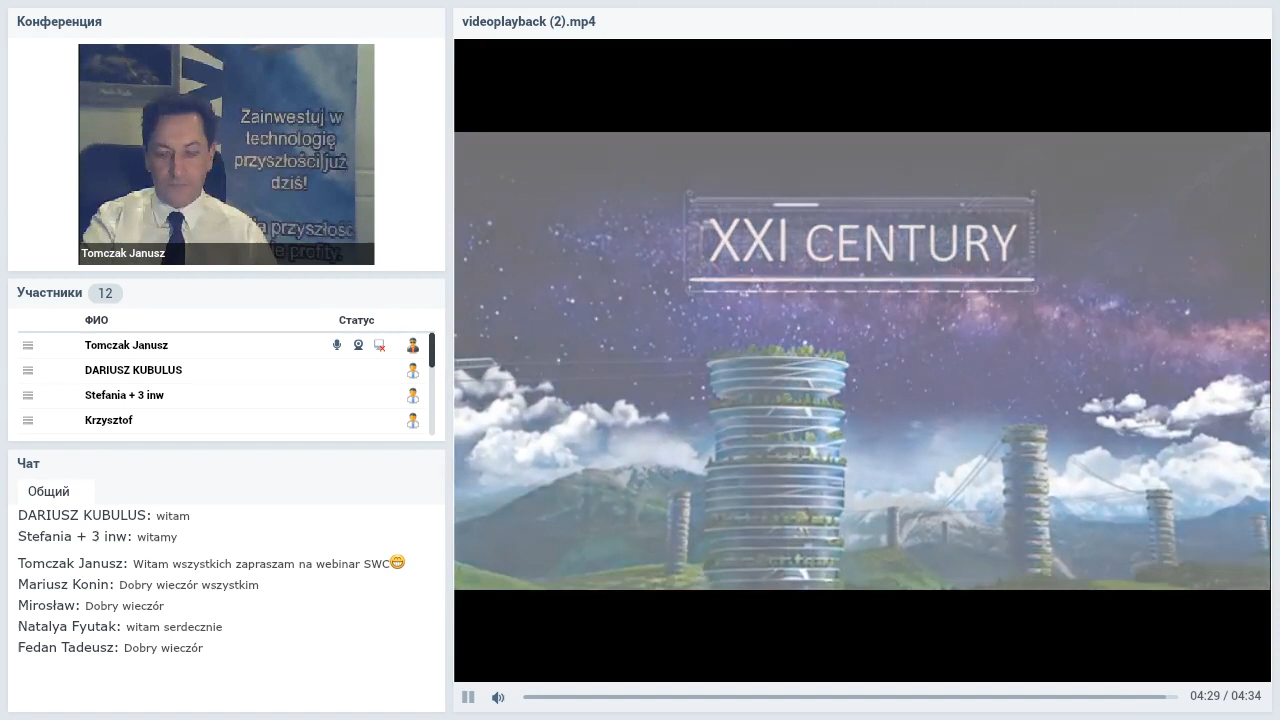 Конференция
Zainwestuj w
technologię
przyszłości już
dziś!
przyszłość
profity.
Tomczak Janusz
Участники 12
ФИО Статус
Tomczak Janusz
DARIUSZ KUBULUS
Stefania + 3 inw
Krzysztof
Чат
Общий
DARIUSZ KUBULUS: witam
Stefania + 3 inw: witamy
Tomczak Janusz: Witam wszystkich zapraszam na webinar SWC
Mariusz Konin: Dobry wieczór wszystkim
Mirosław: Dobry wieczór
Natalya Fyutak: witam serdecznie
Fedan Tadeusz: Dobry wieczór
videoplayback (2).mp4
XXI CENTURY
04:29 / 04:34